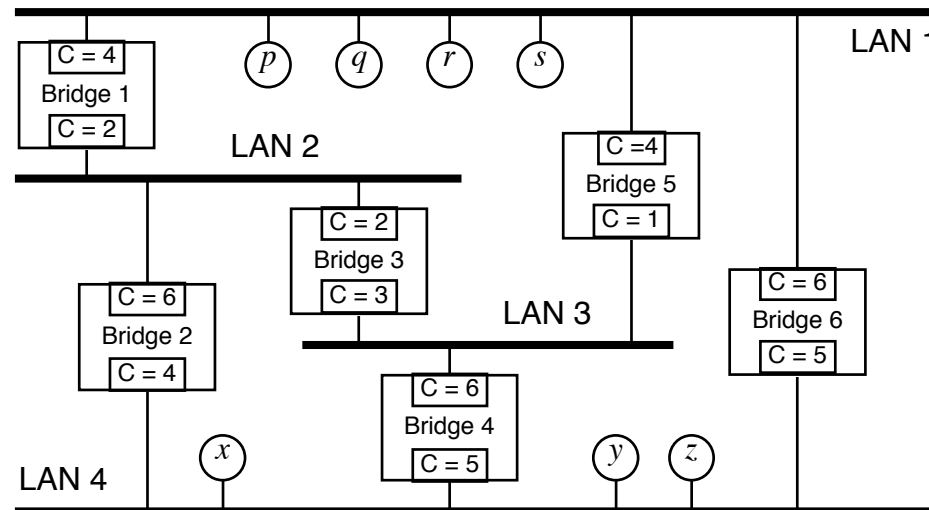 LAN 1
C = 4
Bridge 1
C = 2
p
q
r
s
LAN 2
C =4
Bridge 5
C = 1
C = 2
Bridge 3
C = 3
C = 6
Bridge 2
C = 4
LAN 3
C = 6
Bridge 6
C = 5
C = 6
Bridge 4
C = 5
LAN 4
x
y
z